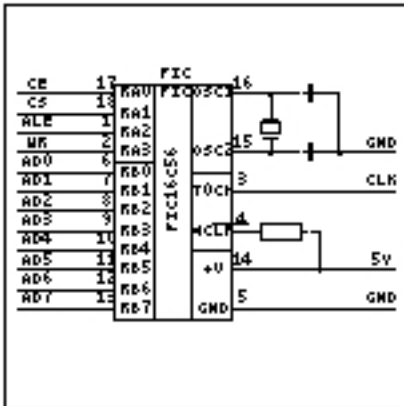 PIC
CE 17 RA0 PIC OSC1 16
CS 18 RA1
ALE 1 RA2
WR 2 RA3 OSC2 15 GND
AD0 6 RB0
AD1 7 RB1 TOCK 3 CLK
AD2 8 RB2
AD3 9 RB3 MCLR 4
AD4 10 RB4
AD5 11 RB5 +V 14 5V
AD6 12 RB6
AD7 13 RB7 GND 5 GND
PIC16C56